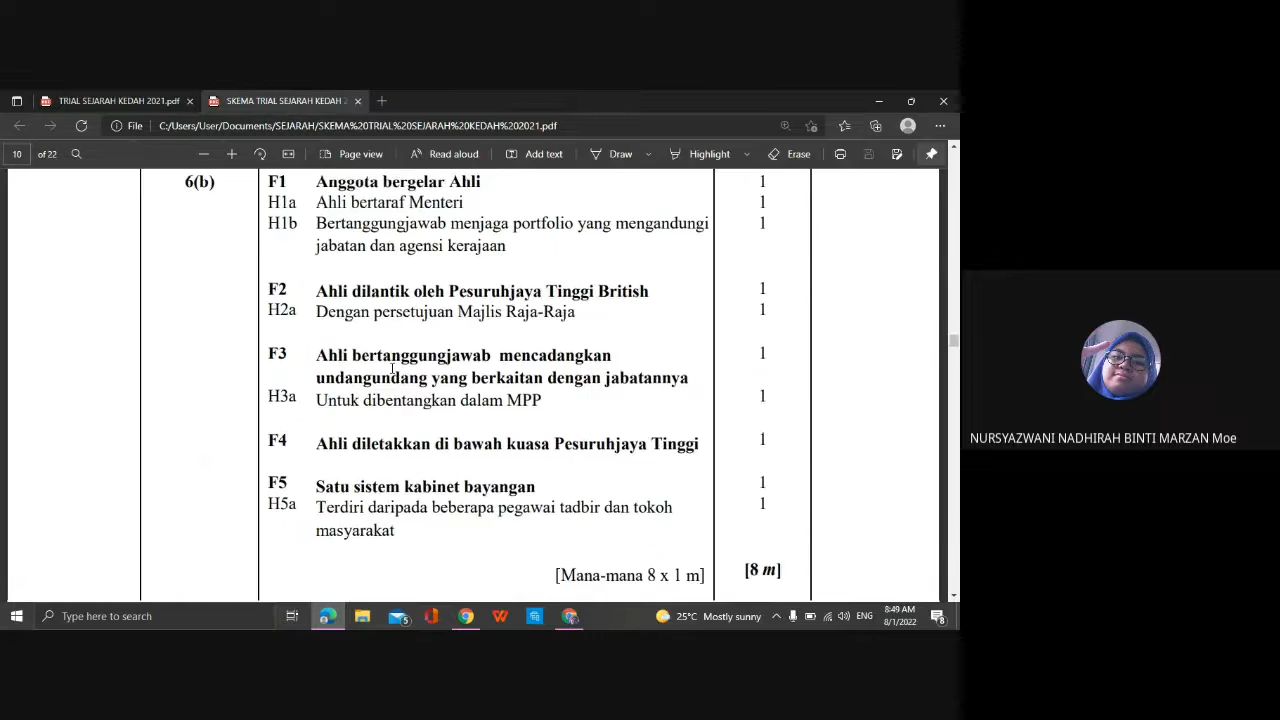 TRIAL SEJARAH KEDAH 2021.pdf
SKEMA TRIAL SEJARAH KEDAH 2
File C:/Users/User/Documents/SEJARAH/SKEMA%20TRIAL%20SEJARAH%20KEDAH%202021.pdf
10 of 22 Page view Read aloud Add text Draw Highlight Erase
6(b) F1 Anggota bergelar Ahli 1
H1a Ahli bertaraf Menteri 1
H1b Bertanggungjawab menjaga portfolio yang mengandungi 1
jabatan dan agensi kerajaan
F2 Ahli dilantik oleh Pesuruhjaya Tinggi British 1
H2a Dengan persetujuan Majlis Raja-Raja 1
F3 Ahli bertanggungjawab mencadangkan 1
undangundang yang berkaitan dengan jabatannya
H3a Untuk dibentangkan dalam MPP 1
F4 Ahli diletakkan di bawah kuasa Pesuruhjaya Tinggi 1
F5 Satu sistem kabinet bayangan 1
H5a Terdiri daripada beberapa pegawai tadbir dan tokoh 1
masyarakat
[Mana-mana 8 x 1 m] [8 m]
NURSYAZWANI NADHIRAH BINTI MARZAN Moe
Type here to search 5 25°C Mostly sunny ENG 8:49 AM
8/1/2022 8